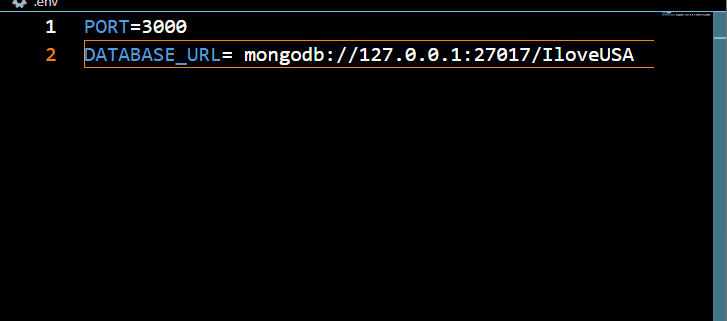 .env
1 PORT=3000
2 DATABASE_URL= mongodb://127.0.0.1:27017/IloveUSA